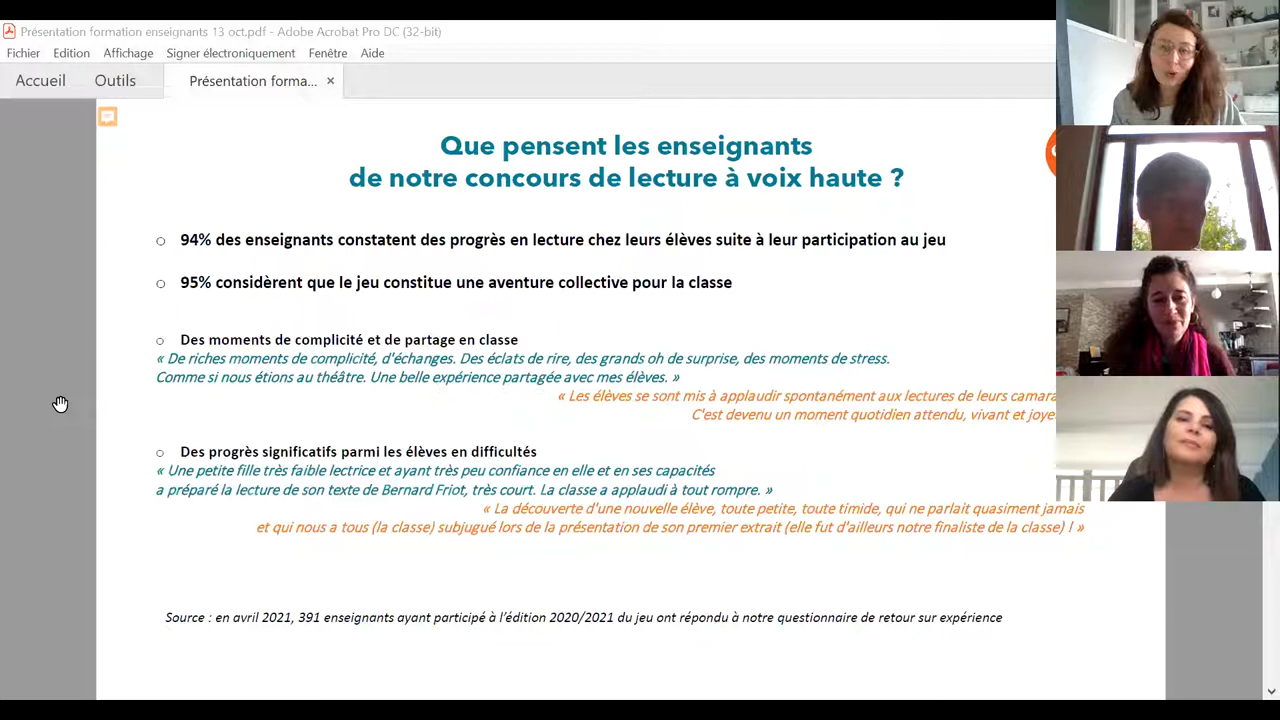 Présentation formation enseignants 13 oct.pdf - Adobe Acrobat Pro DC (32-bit)
Fichier Edition Affichage Signer électroniquement Fenêtre Aide
Accueil Outils Présentation forma... ×
Que pensent les enseignants
de notre concours de lecture à voix haute ?
94% des enseignants constatent des progrès en lecture chez leurs élèves suite à leur participation au jeu
95% considèrent que le jeu constitue une aventure collective pour la classe
Des moments de complicité et de partage en classe
« De riches moments de complicité, d'échanges. Des éclats de rire, des grands oh de surprise, des moments de stress.
Comme si nous étions au théâtre. Une belle expérience partagée avec mes élèves. »
« Les élèves se sont mis à applaudir spontanément aux lectures de leurs
C'est devenu un moment quotidien attendu, vivant et
Des progrès significatifs parmi les élèves en difficultés
« Une petite fille très faible lectrice et ayant très peu confiance en elle et en ses capacités
a préparé la lecture de son texte de Bernard Friot, très court. La classe a applaudi à tout rompre. »
« La découverte d'une nouvelle élève, toute petite, toute timide, qui ne parlait quasiment jamais
et qui nous a tous (la classe) subjugué lors de la présentation de son premier extrait (elle fut d'ailleurs notre finaliste de la classe) ! »
Source : en avril 2021, 391 enseignants ayant participé à l'édition 2020/2021 du jeu ont répondu à notre questionnaire de retour sur expérience